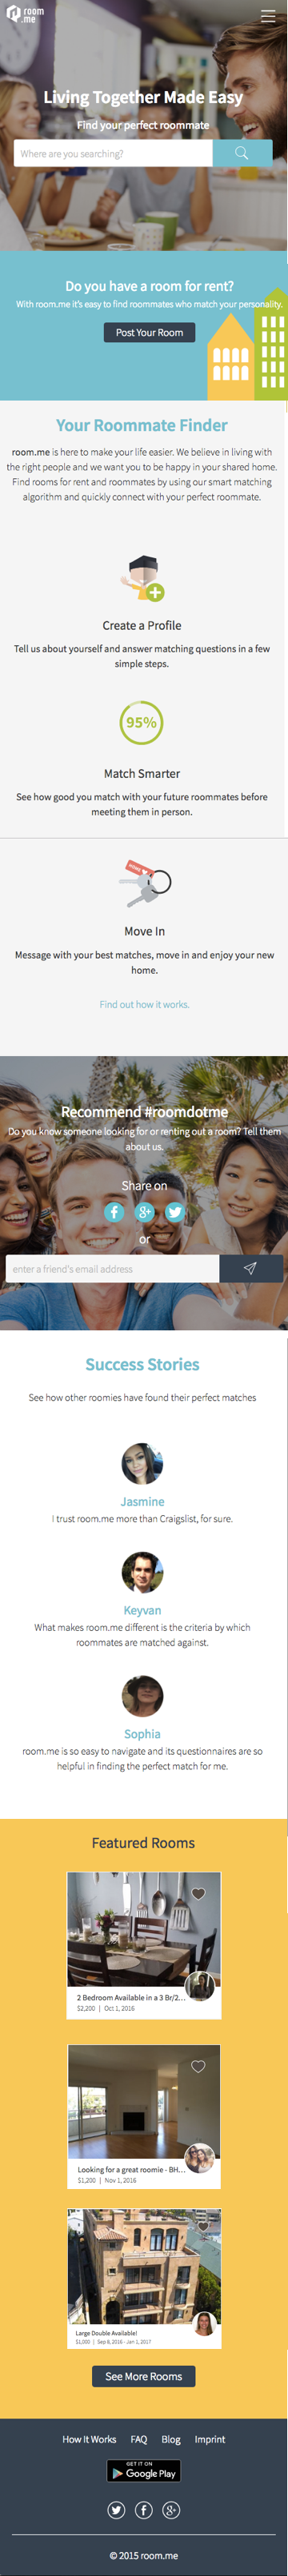 room
.me
Living Together Made Easy
Find your perfect roommate
Where are you searching?
Do you have a room for rent?
With room.me it's easy to find roommates who match your personality.
Post Your Room
Your Roommate Finder
room.me is here to make your life easier. We believe in living with
the right people and we want you to be happy in your shared home.
Find rooms for rent and roommates by using our smart matching
algorithm and quickly connect with your perfect roommate.
Create a Profile
Tell us about yourself and answer matching questions in a few
simple steps.
95%
Match Smarter
See how good you match with your future roommates before
meeting them in person.
Move In
Message with your best matches, move in and enjoy your new
home.
Find out how it works.
Recommend #roomdotme
Do you know someone looking for or renting out a room? Tell them
about us.
Share on
or
enter a friend's email address
Success Stories
See how other roomies have found their perfect matches
Jasmine
I trust room.me more than Craigslist, for sure.
Keyvan
What makes room.me different is the criteria by which
roommates are matched against.
Sophia
room.me is so easy to navigate and its questionnaires are so
helpful in finding the perfect match for me.
Featured Rooms
2 Bedroom Available in a 3 Br/2...
$2,200 | Oct 1, 2016
Looking for a great roomie - BH...
$1,200 | Nov 1, 2016
Large Double Available!
$1,000 | Sep 8, 2016 - Jan 1, 2017
See More Rooms
How It Works FAQ Blog Imprint
GET IT ON
Google Play
© 2015 room.me